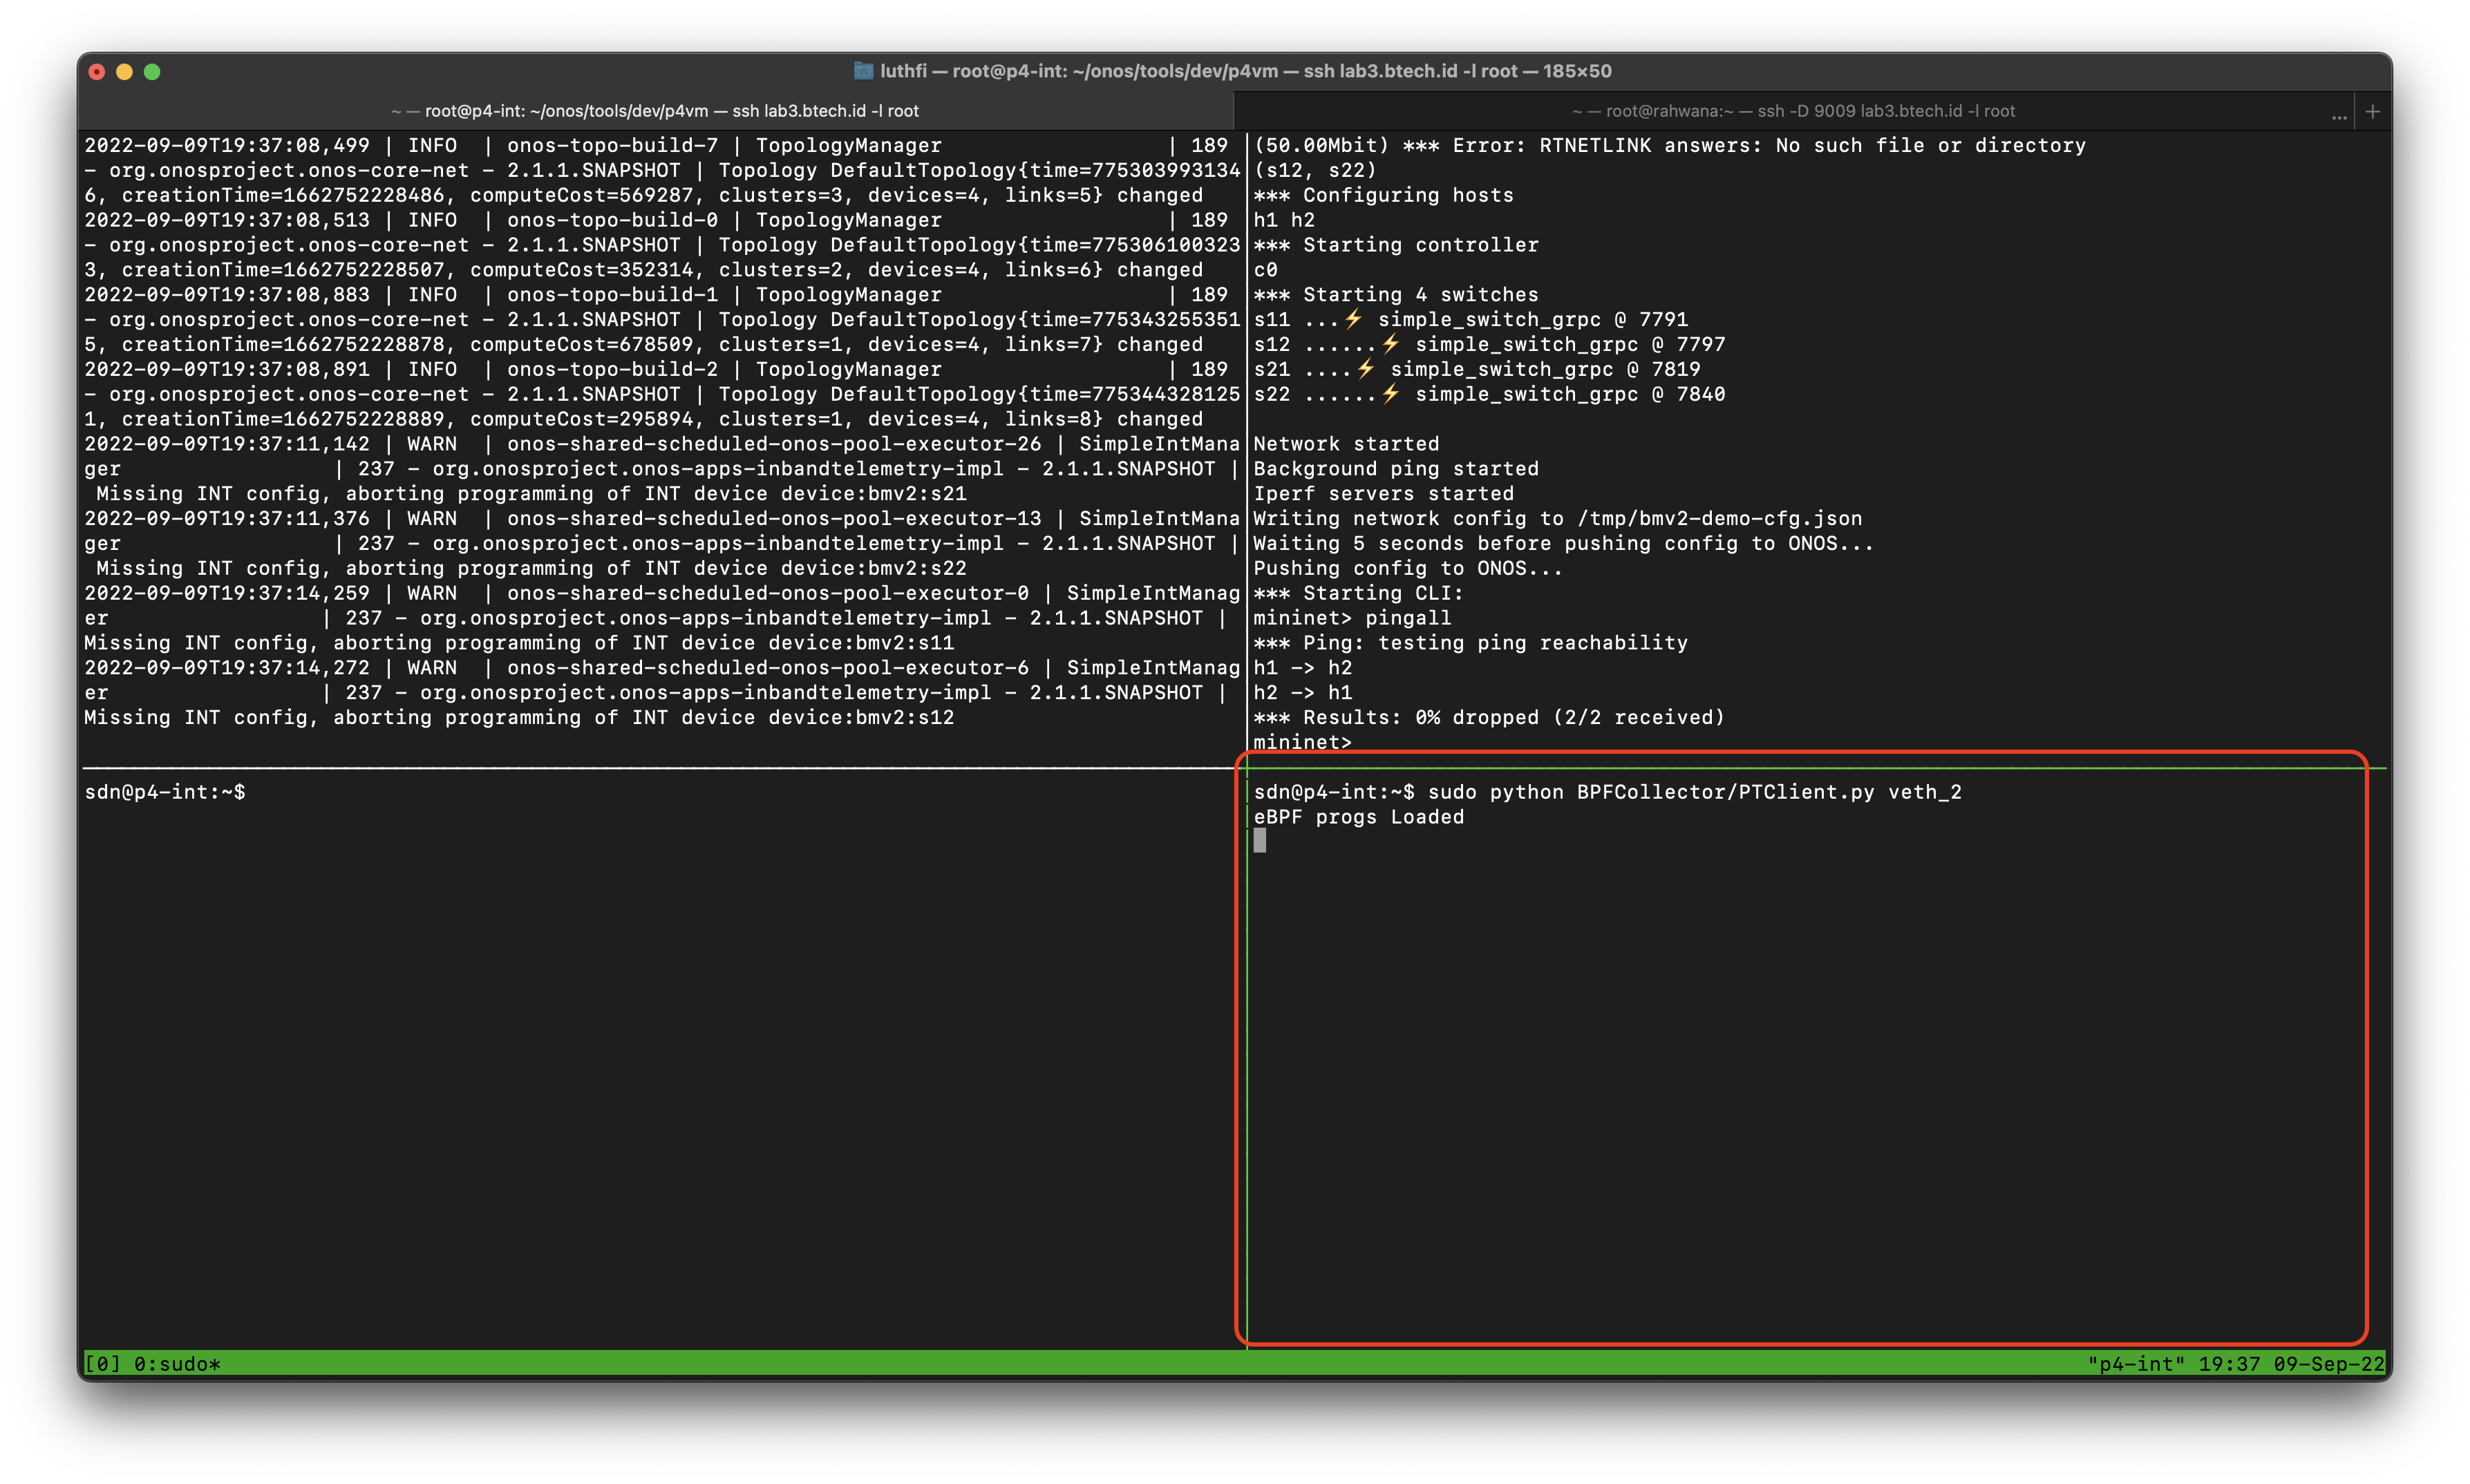 luthfi — root@p4-int: ~/onos/tools/dev/p4vm — ssh lab3.btech.id -l root — 185×50
~ — root@p4-int: ~/onos/tools/dev/p4vm — ssh lab3.btech.id -l root
~ — root@rahwana:~ — ssh -D 9009 lab3.btech.id -l root ... +
2022-09-09T19:37:08,499 | INFO  | onos-topo-build-7 | TopologyManager                  | 189
- org.onosproject.onos-core-net - 2.1.1.SNAPSHOT | Topology DefaultTopology{time=775303993134
6, creationTime=1662752228486, computeCost=569287, clusters=3, devices=4, links=5} changed
2022-09-09T19:37:08,513 | INFO  | onos-topo-build-0 | TopologyManager                  | 189
- org.onosproject.onos-core-net - 2.1.1.SNAPSHOT | Topology DefaultTopology{time=775306100323
3, creationTime=1662752228507, computeCost=352314, clusters=2, devices=4, links=6} changed
2022-09-09T19:37:08,883 | INFO  | onos-topo-build-1 | TopologyManager                  | 189
- org.onosproject.onos-core-net - 2.1.1.SNAPSHOT | Topology DefaultTopology{time=775343255351
5, creationTime=1662752228878, computeCost=678509, clusters=1, devices=4, links=7} changed
2022-09-09T19:37:08,891 | INFO  | onos-topo-build-2 | TopologyManager                  | 189
- org.onosproject.onos-core-net - 2.1.1.SNAPSHOT | Topology DefaultTopology{time=775344328125
1, creationTime=1662752228889, computeCost=295894, clusters=1, devices=4, links=8} changed
2022-09-09T19:37:11,142 | WARN  | onos-shared-scheduled-onos-pool-executor-26 | SimpleIntMana
ger                 | 237 - org.onosproject.onos-apps-inbandtelemetry-impl - 2.1.1.SNAPSHOT |
 Missing INT config, aborting programming of INT device device:bmv2:s21
2022-09-09T19:37:11,376 | WARN  | onos-shared-scheduled-onos-pool-executor-13 | SimpleIntMana
ger                 | 237 - org.onosproject.onos-apps-inbandtelemetry-impl - 2.1.1.SNAPSHOT |
 Missing INT config, aborting programming of INT device device:bmv2:s22
2022-09-09T19:37:14,259 | WARN  | onos-shared-scheduled-onos-pool-executor-0 | SimpleIntManag
er                 | 237 - org.onosproject.onos-apps-inbandtelemetry-impl - 2.1.1.SNAPSHOT |
Missing INT config, aborting programming of INT device device:bmv2:s11
2022-09-09T19:37:14,272 | WARN  | onos-shared-scheduled-onos-pool-executor-6 | SimpleIntManag
er                 | 237 - org.onosproject.onos-apps-inbandtelemetry-impl - 2.1.1.SNAPSHOT |
Missing INT config, aborting programming of INT device device:bmv2:s12
(50.00Mbit) *** Error: RTNETLINK answers: No such file or directory
(s12, s22)
*** Configuring hosts
h1 h2
*** Starting controller
c0
*** Starting 4 switches
s11 ...⚡ simple_switch_grpc @ 7791
s12 ......⚡ simple_switch_grpc @ 7797
s21 ....⚡ simple_switch_grpc @ 7819
s22 ......⚡ simple_switch_grpc @ 7840
Network started
Background ping started
Iperf servers started
Writing network config to /tmp/bmv2-demo-cfg.json
Waiting 5 seconds before pushing config to ONOS...
Pushing config to ONOS...
*** Starting CLI:
mininet> pingall
*** Ping: testing ping reachability
h1 -> h2
h2 -> h1
*** Results: 0% dropped (2/2 received)
mininet>
sdn@p4-int:~$
sdn@p4-int:~$ sudo python BPFCollector/PTClient.py veth_2
eBPF progs Loaded
[0] 0:sudo*
"p4-int" 19:37 09-Sep-22